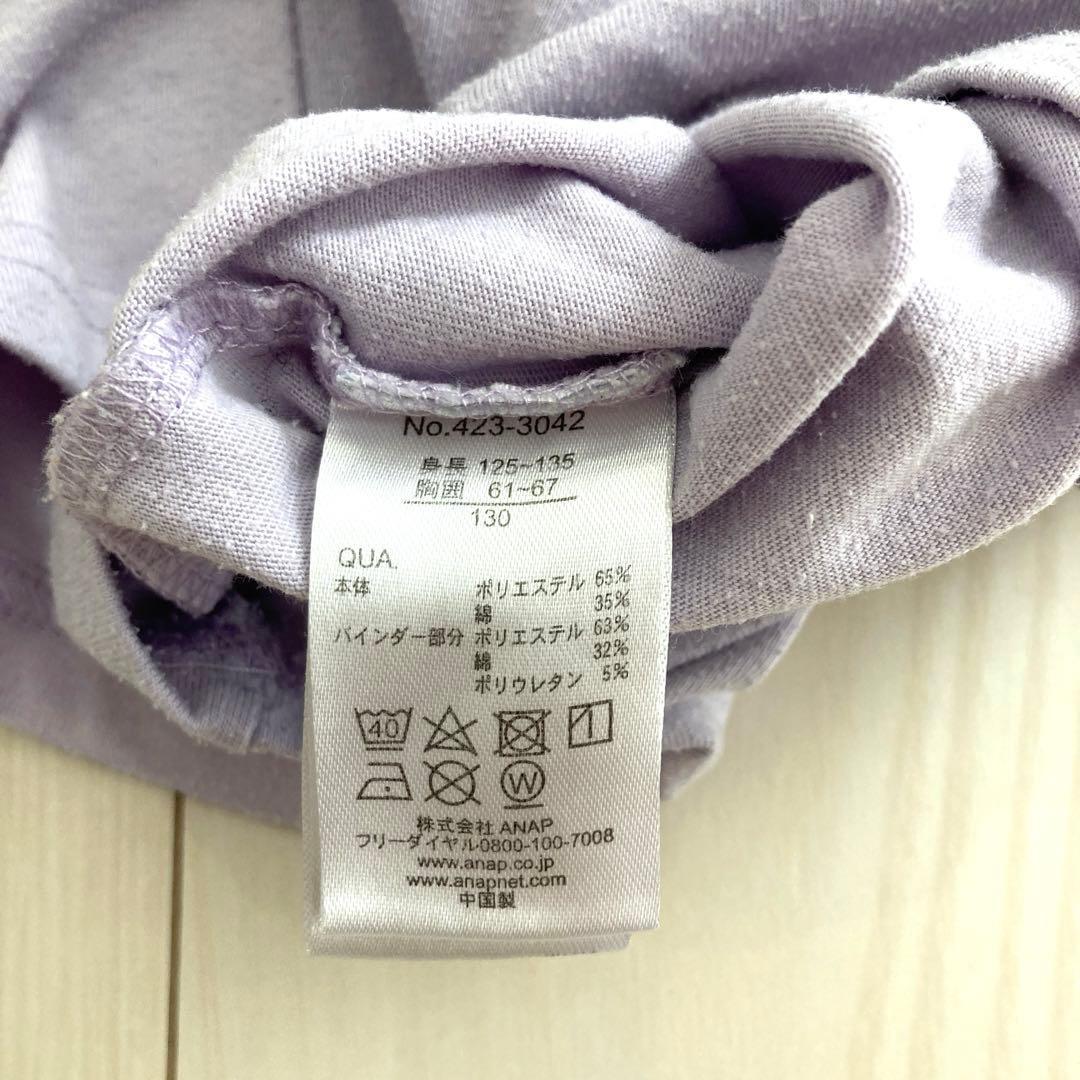 No.423-3042
身長 125~135
胸囲 61~67
130
QUA.
本体 ポリエステル 65%
綿 35%
バインダー部分 ポリエステル 63%
綿 32%
ポリウレタン 5%
40
W
株式会社 ANAP
フリーダイヤル0800-100-7008
www.anap.co.jp
www.anapnet.com
中国製